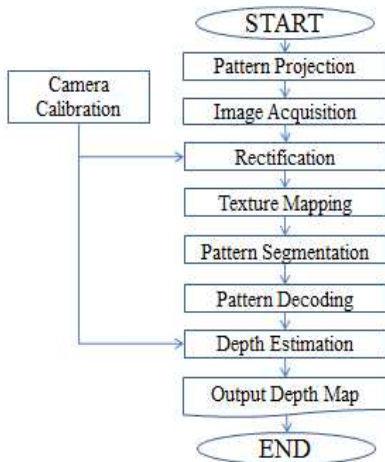 START
Pattern Projection
Camera
Calibration
Image Acquisition
Rectification
Texture Mapping
Pattern Segmentation
Pattern Decoding
Depth Estimation
Output Depth Map
END